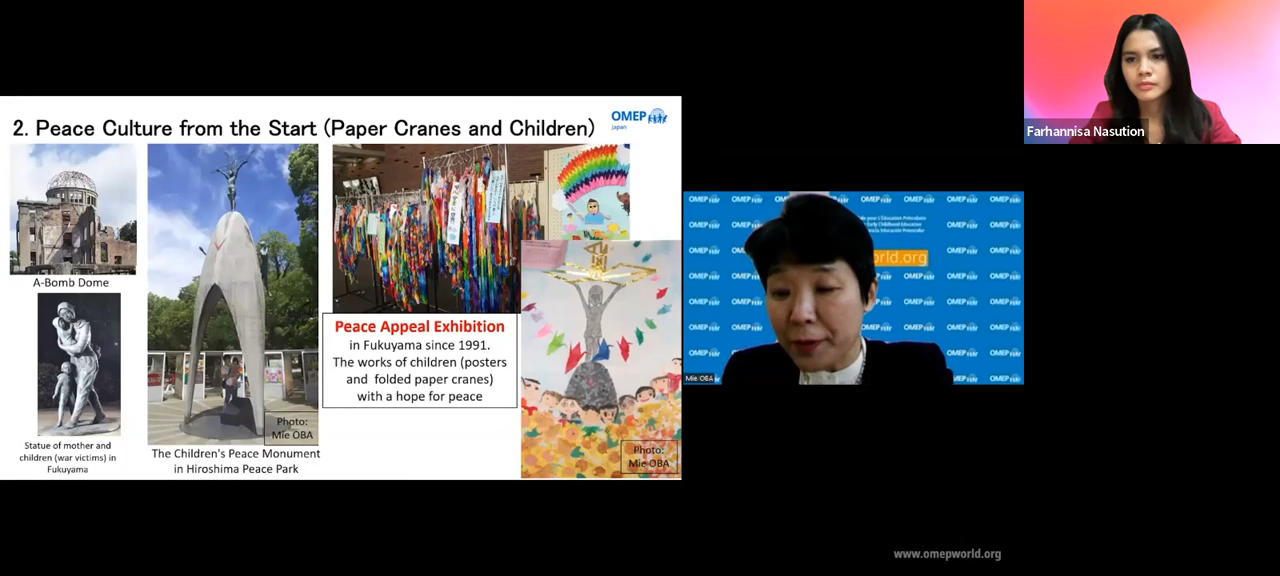 2. Peace Culture from the Start (Paper Cranes and Children)
OMEP
Japan
A-Bomb Dome
Statue of mother and
children (war victims) in
Fukuyama
Photo:
Mie OBA
The Children's Peace Monument
in Hiroshima Peace Park
Peace Appeal Exhibition
in Fukuyama since 1991.
The works of children (posters
and folded paper cranes)
with a hope for peace
Photo:
Mie OBA
Farhannisa Nasution
OMEP
orld.org
Mie OBA
www.omepworld.org